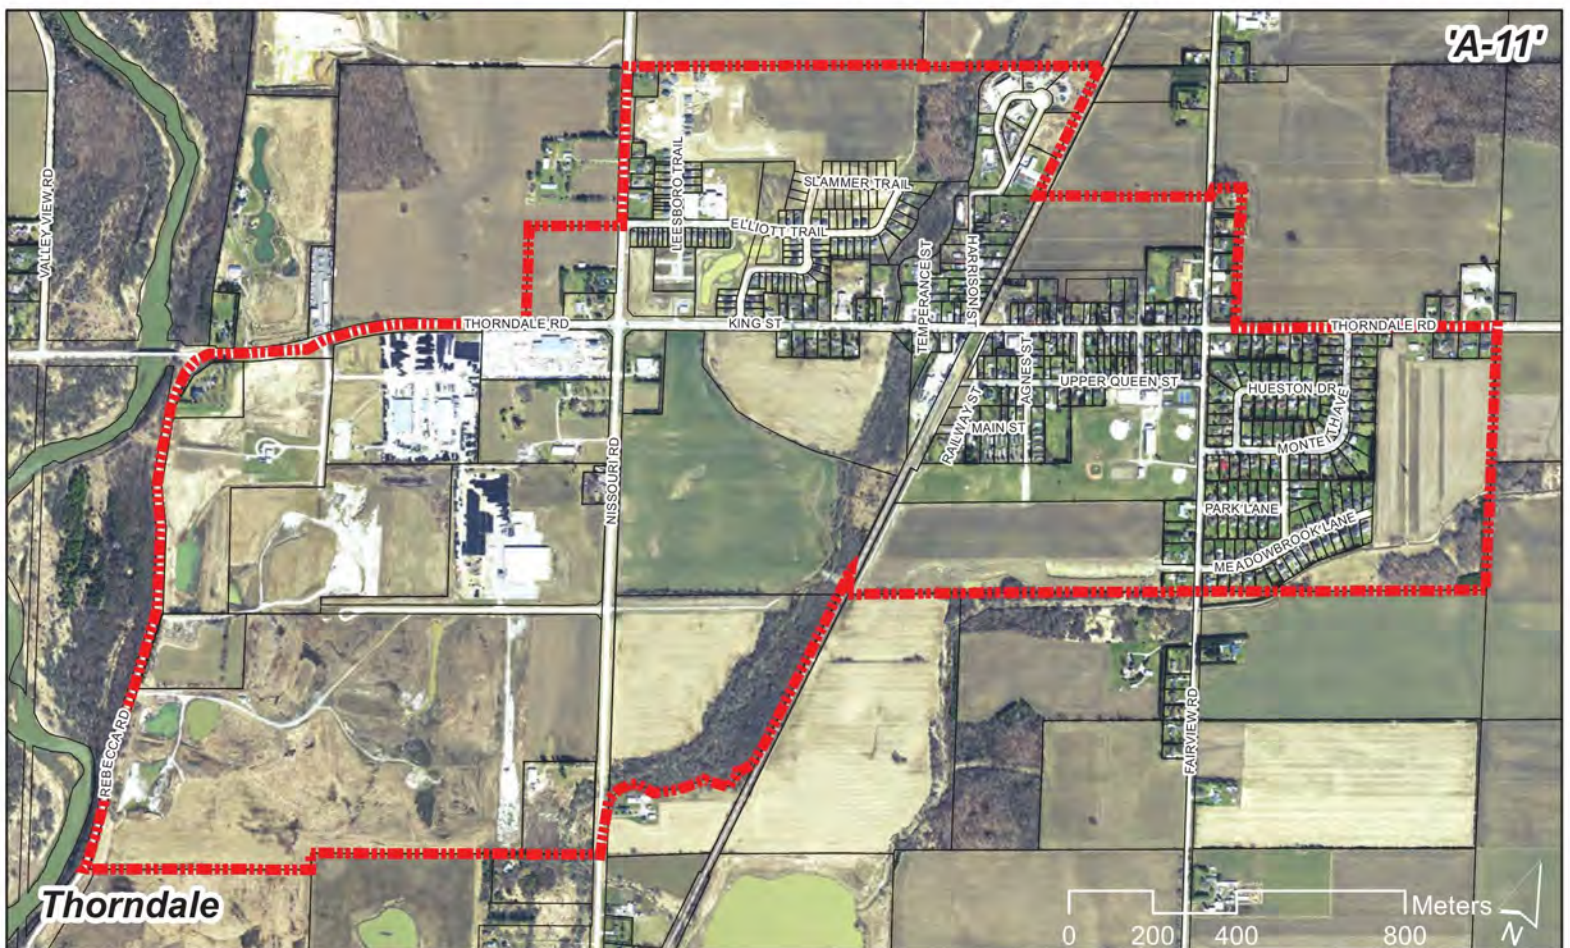 'A-11'
VALLEY VIEW RD
LEESBORO TRAIL
SLAMMER TRAIL
ELLIOTT TRAIL
TEMPERANCE ST
HARRISON ST
THORNDALE RD
KING ST
THORNDALE RD
NISSOURI RD
RAILWAY ST
AGNES ST
UPPER QUEEN ST
MAIN ST
HUESTON DR
MONTEITH AVE
PARK LANE
MEADOWBROOK LANE
REBECCA RD
FAIRVIEW RD
Thorndale
Meters
0 200 400 800
N